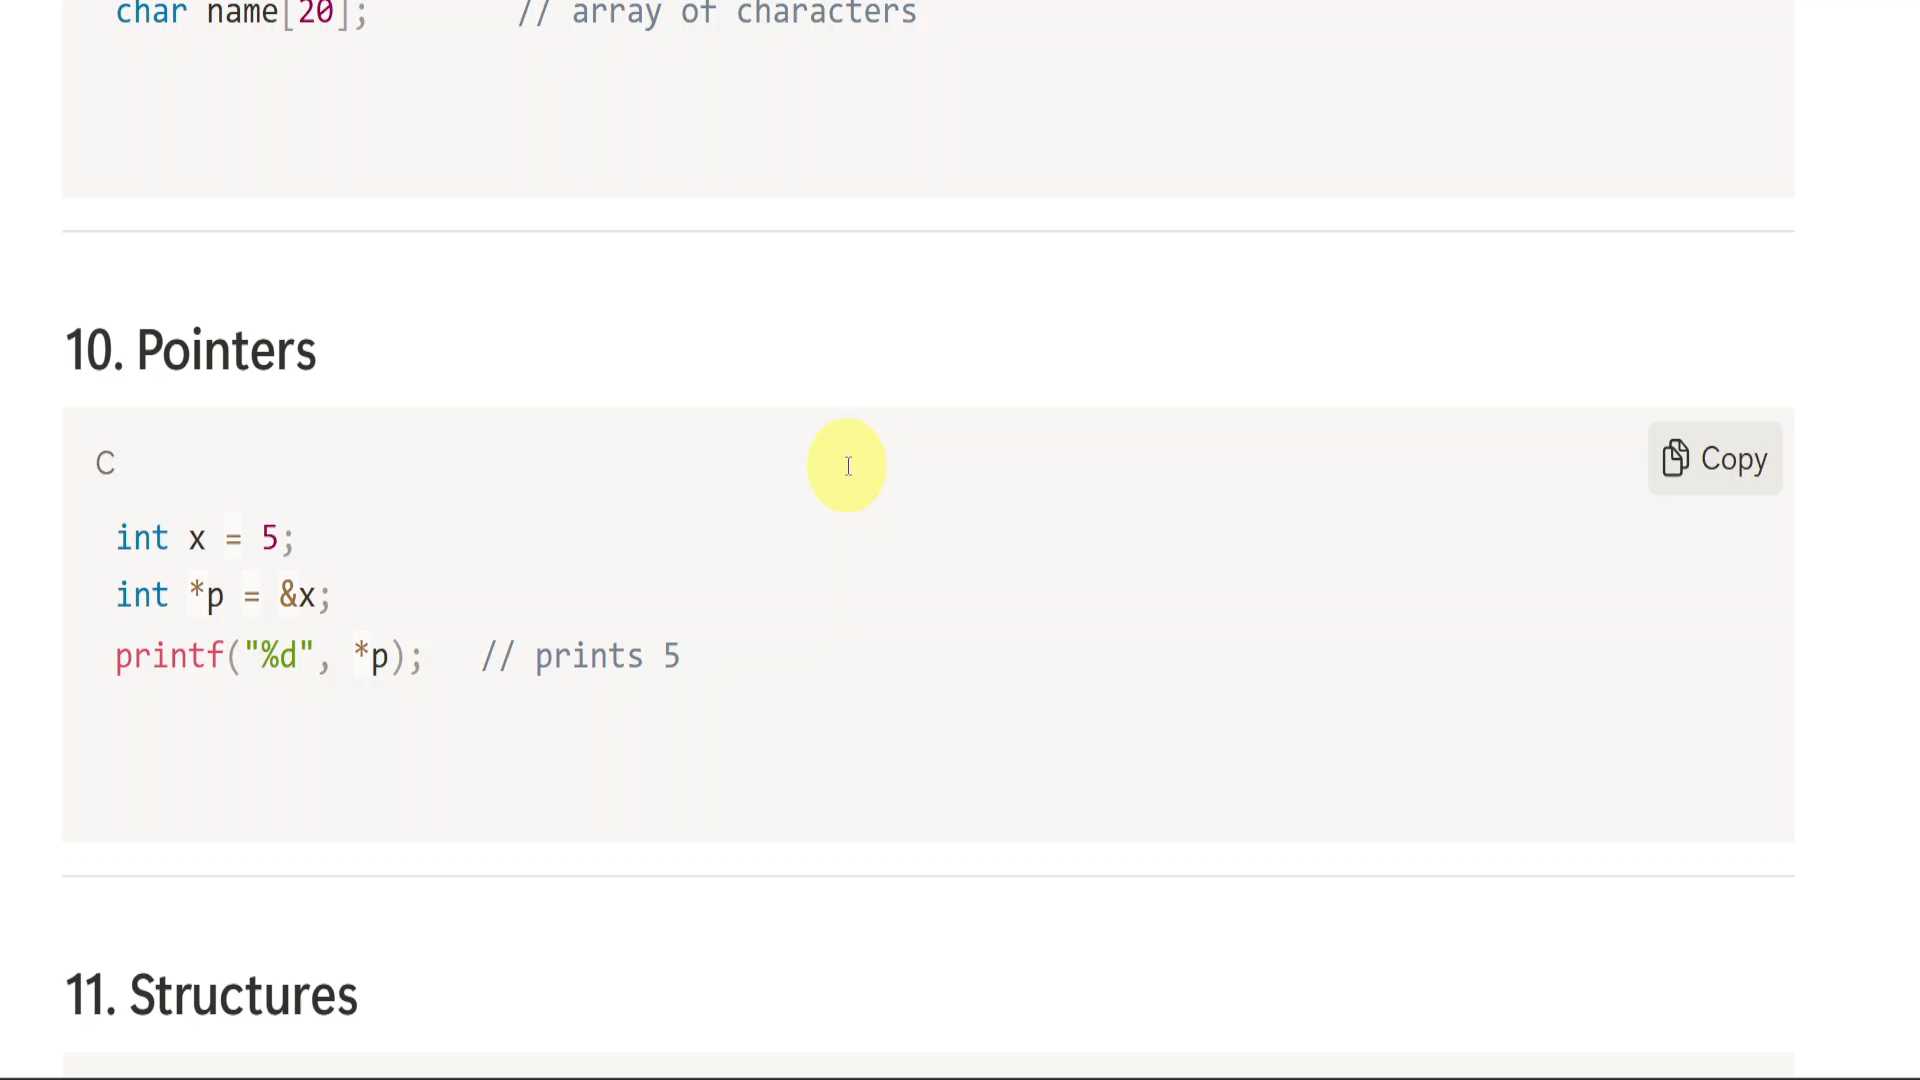 char name[20];        // array of characters
10. Pointers
C
Copy
int x = 5;
int *p = &x;
printf("%d", *p);   // prints 5
11. Structures